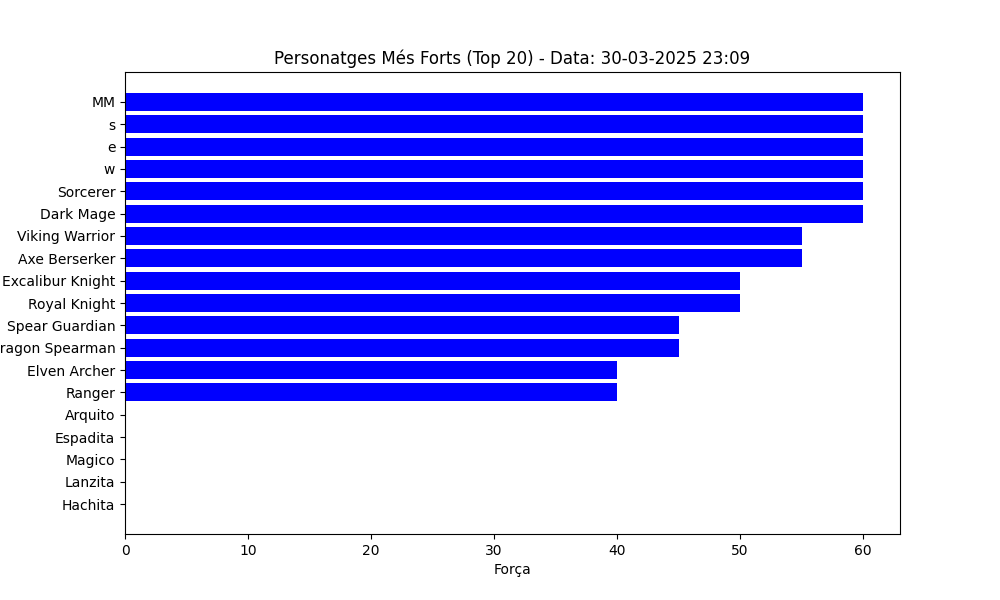 Personatges Més Forts (Top 20) - Data: 30-03-2025 23:09
MM
s
e
w
Sorcerer
Dark Mage
Viking Warrior
Axe Berserker
Excalibur Knight
Royal Knight
Spear Guardian
ragon Spearman
Elven Archer
Ranger
Arquito
Espadita
Magico
Lanzita
Hachita
0 10 20 30 40 50 60
Força